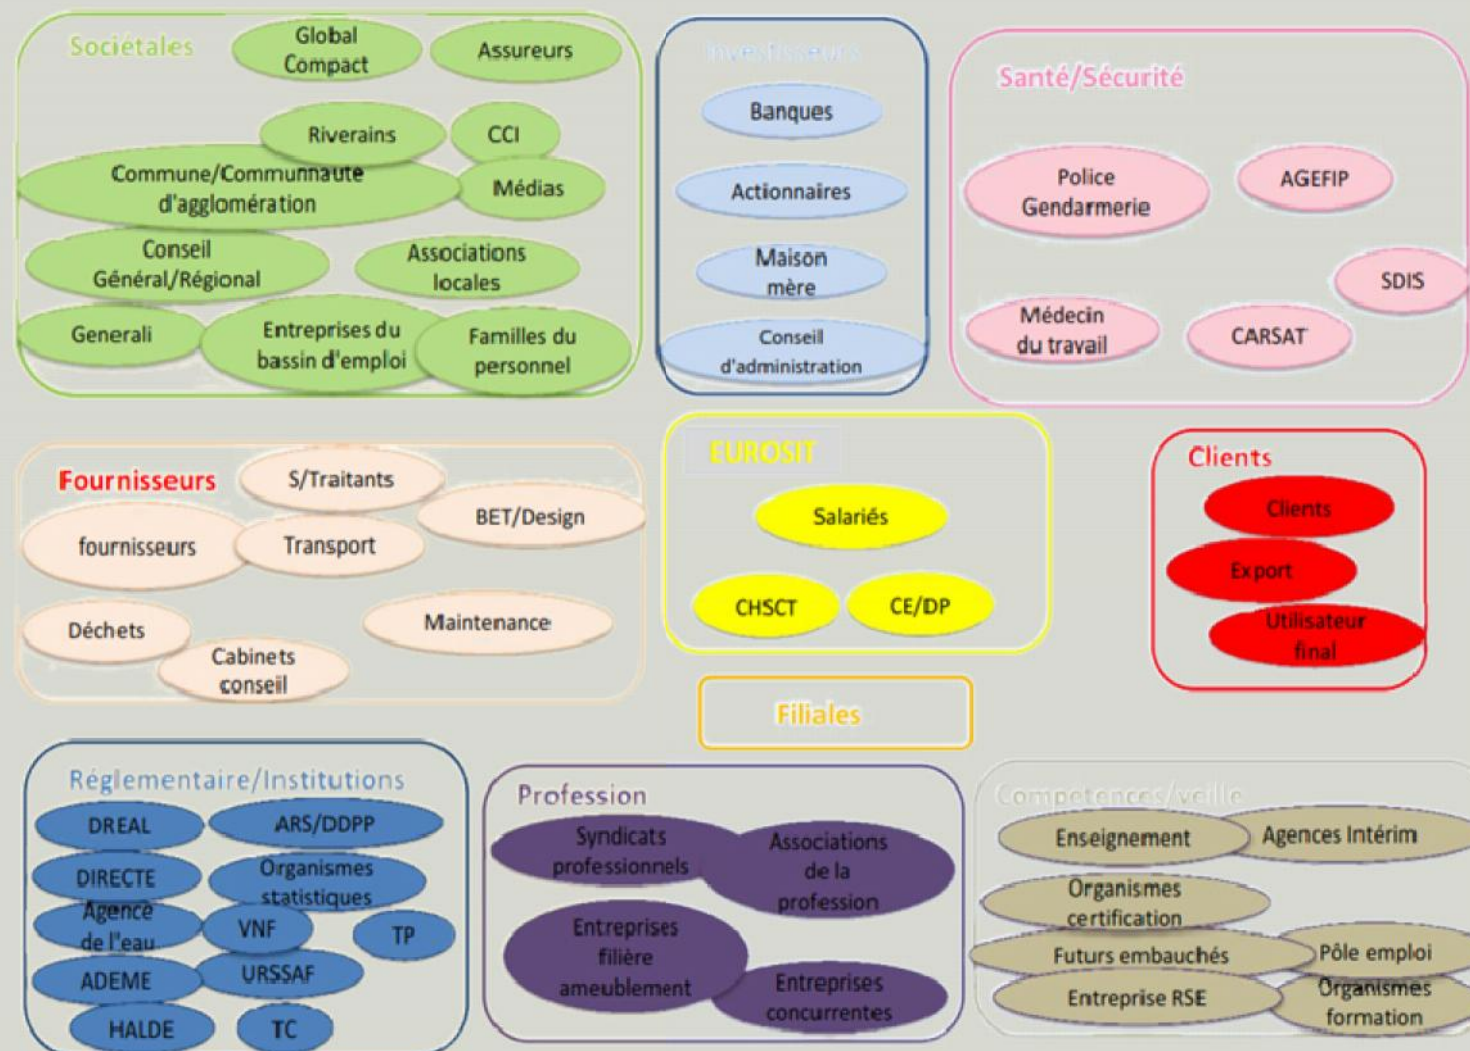 Sociétales
Global
Compact
Assureurs
Riverains
CCI
Commune/Communnaute
d'agglomération
Médias
Conseil
Général/Régional
Associations
locales
Generali
Entreprises du
bassin d'emploi
Familles du
personnel
Investisseurs
Banques
Actionnaires
Maison
mère
Conseil
d'administration
Santé/Sécurité
Police
Gendarmerie
AGEFIP
SDIS
Médecin
du travail
CARSAT
Fournisseurs
S/Traitants
BET/Design
fournisseurs
Transport
Déchets
Maintenance
Cabinets
conseil
EUROSIT
Salariés
CHSCT
CE/DP
Clients
Clients
Export
Utilisateur
final
Filiales
Réglementaire/Institutions
DREAL
ARS/DDPP
DIRECTE
Organismes
statistiques
Agence
de l'eau
VNF
TP
ADEME
URSSAF
HALDE
TC
Profession
Syndicats
professionnels
Associations
de la
profession
Entreprises
filière
ameublement
Entreprises
concurrentes
Compétences/veille
Enseignement
Agences Intérim
Organismes
certification
Futurs embauchés
Pôle emploi
Entreprise RSE
Organismes
formation